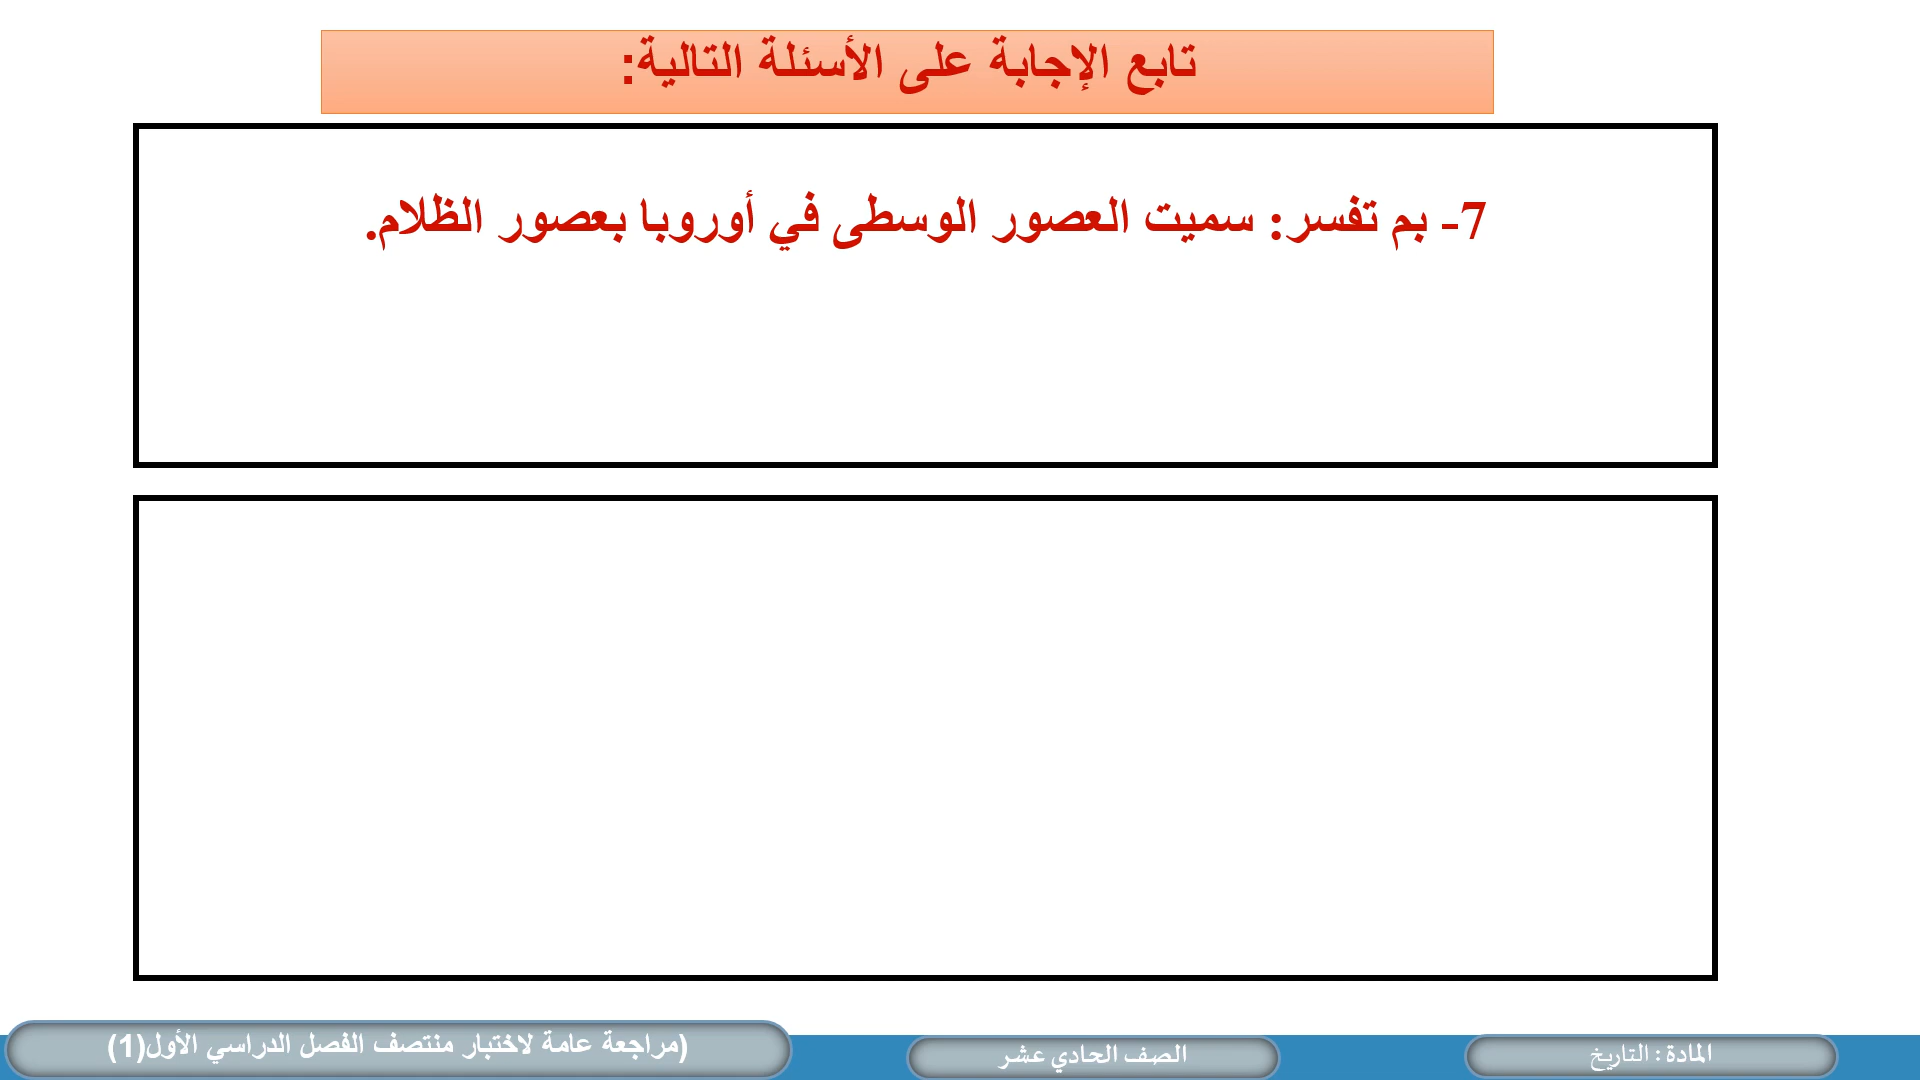 تابع الإجابة على الأسئلة التالية:
7- بم تفسر: سميت العصور الوسطى في أوروبا بعصور الظلام.
المادة : التاريخ
الصف الحادي عشر
(مراجعة عامة لاختبار منتصف الفصل الدراسي الأول(1)